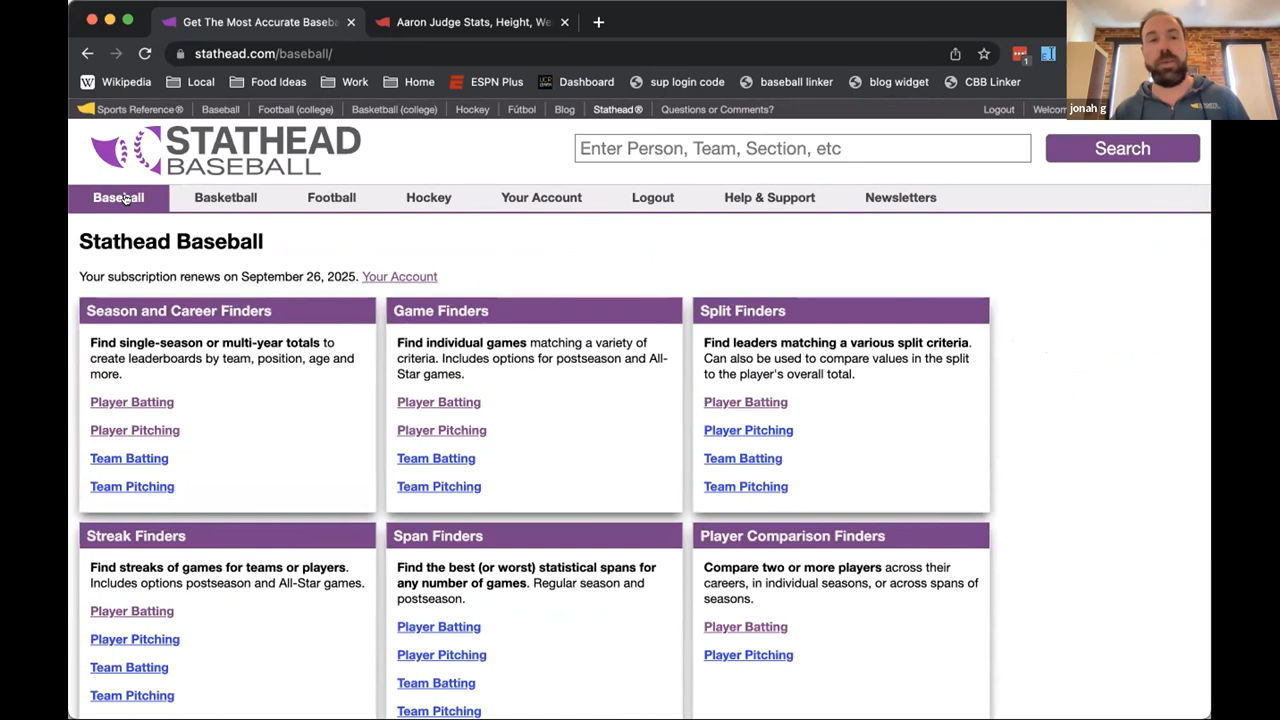 Get The Most Accurate Baseba
Aaron Judge Stats, Height, We
stathead.com/baseball/
1
W Wikipedia Local Food Ideas Work Home ESPN Plus Dashboard sup login code baseball linker blog widget CBB Linker
jonah g
Sports Reference® Baseball Football (college) Basketball (college) Hockey Fútbol Blog Stathead® Questions or Comments? Logout Welcom
STATHEAD
BASEBALL
Enter Person, Team, Section, etc
Search
Baseball Basketball Football Hockey Your Account Logout Help & Support Newsletters
Stathead Baseball
Your subscription renews on September 26, 2025. Your Account
Season and Career Finders
Find single-season or multi-year totals to
create leaderboards by team, position, age and
more.
Player Batting
Player Pitching
Team Batting
Team Pitching
Game Finders
Find individual games matching a variety of
criteria. Includes options for postseason and All-
Star games.
Player Batting
Player Pitching
Team Batting
Team Pitching
Split Finders
Find leaders matching a various split criteria.
Can also be used to compare values in the split
to the player's overall total.
Player Batting
Player Pitching
Team Batting
Team Pitching
Streak Finders
Find streaks of games for teams or players.
Includes options postseason and All-Star games.
Player Batting
Player Pitching
Team Batting
Team Pitching
Span Finders
Find the best (or worst) statistical spans for
any number of games. Regular season and
postseason.
Player Batting
Player Pitching
Team Batting
Team Pitching
Player Comparison Finders
Compare two or more players across their
careers, in individual seasons, or across spans of
seasons.
Player Batting
Player Pitching